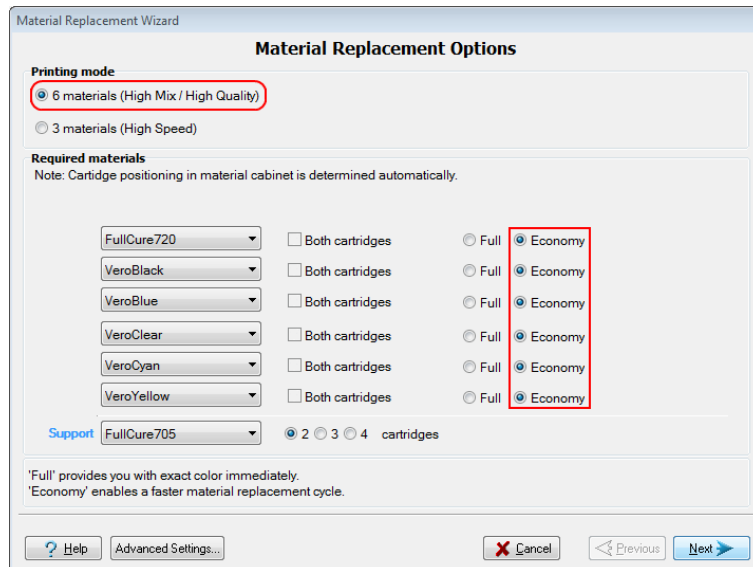 Material Replacement Wizard
Material Replacement Options
Printing mode
6 materials (High Mix / High Quality)
3 materials (High Speed)
Required materials
Note: Cartidge positioning in material cabinet is determined automatically.
FullCure720 Both cartridges Full Economy
VeroBlack Both cartridges Full Economy
VeroBlue Both cartridges Full Economy
VeroClear Both cartridges Full Economy
VeroCyan Both cartridges Full Economy
VeroYellow Both cartridges Full Economy
Support FullCure705 2 3 4 cartridges
'Full' provides you with exact color immediately.
'Economy' enables a faster material replacement cycle.
? Help Advanced Settings... Cancel Previous Next